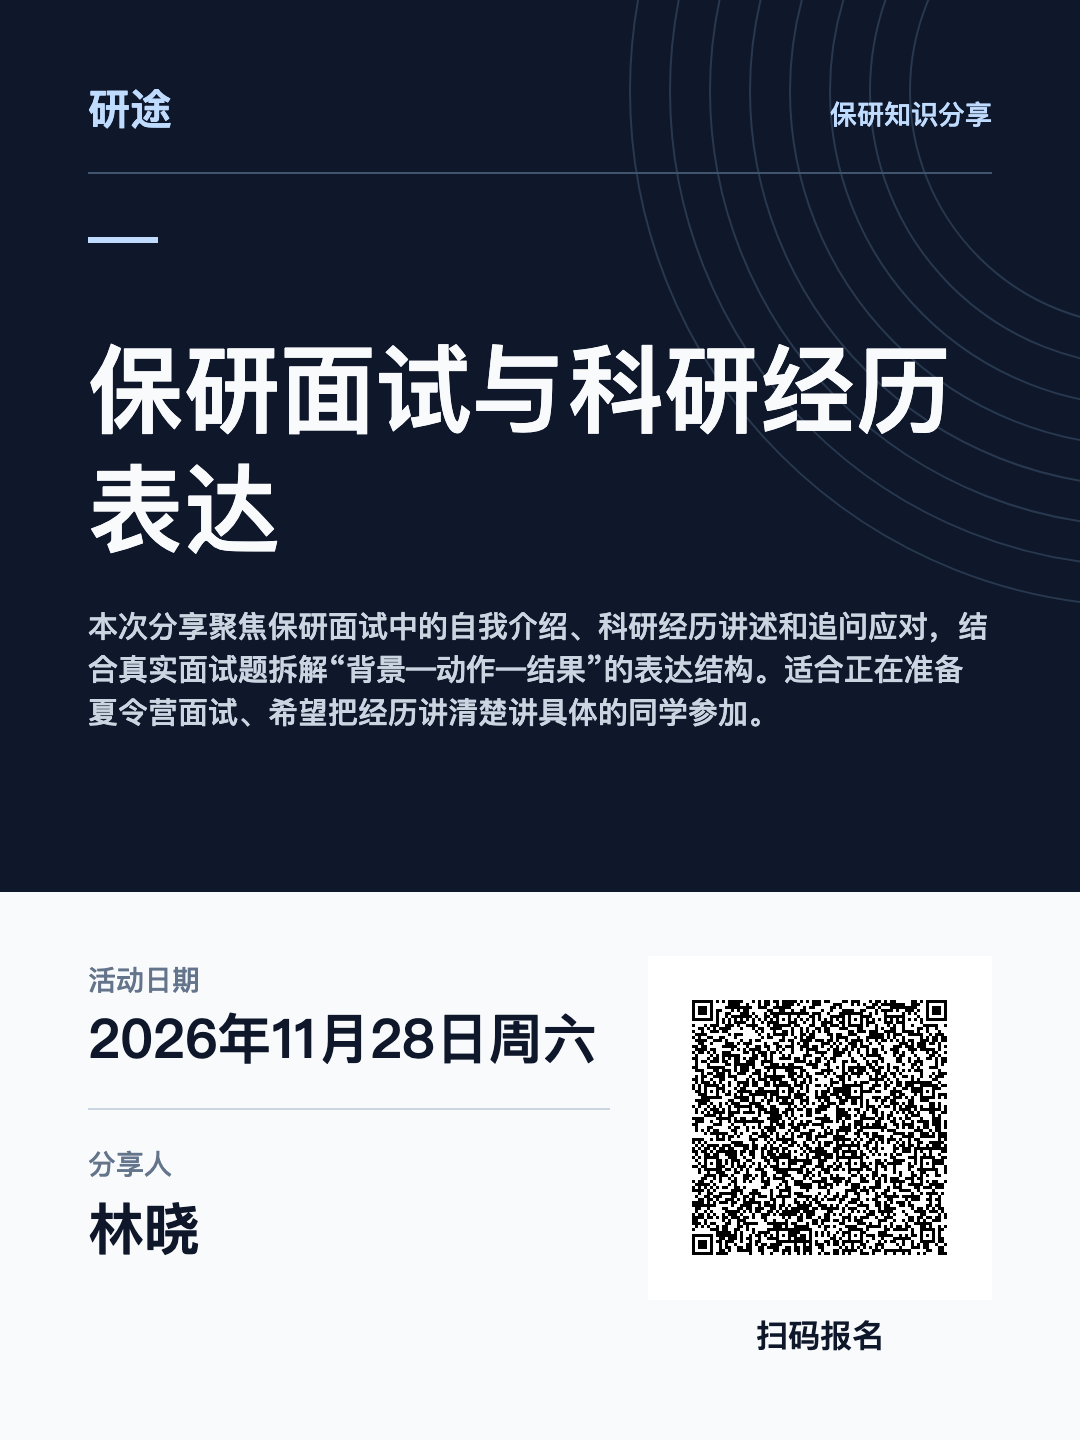 研途
保研知识分享
保研面试与科研经历
表达
本次分享聚焦保研面试中的自我介绍、科研经历讲述和追问应对，结
合真实面试题拆解“背景—动作—结果”的表达结构。适合正在准备
夏令营面试、希望把经历讲清楚讲具体的同学参加。
活动日期
2026年11月28日周六
分享人
林晓
扫码报名